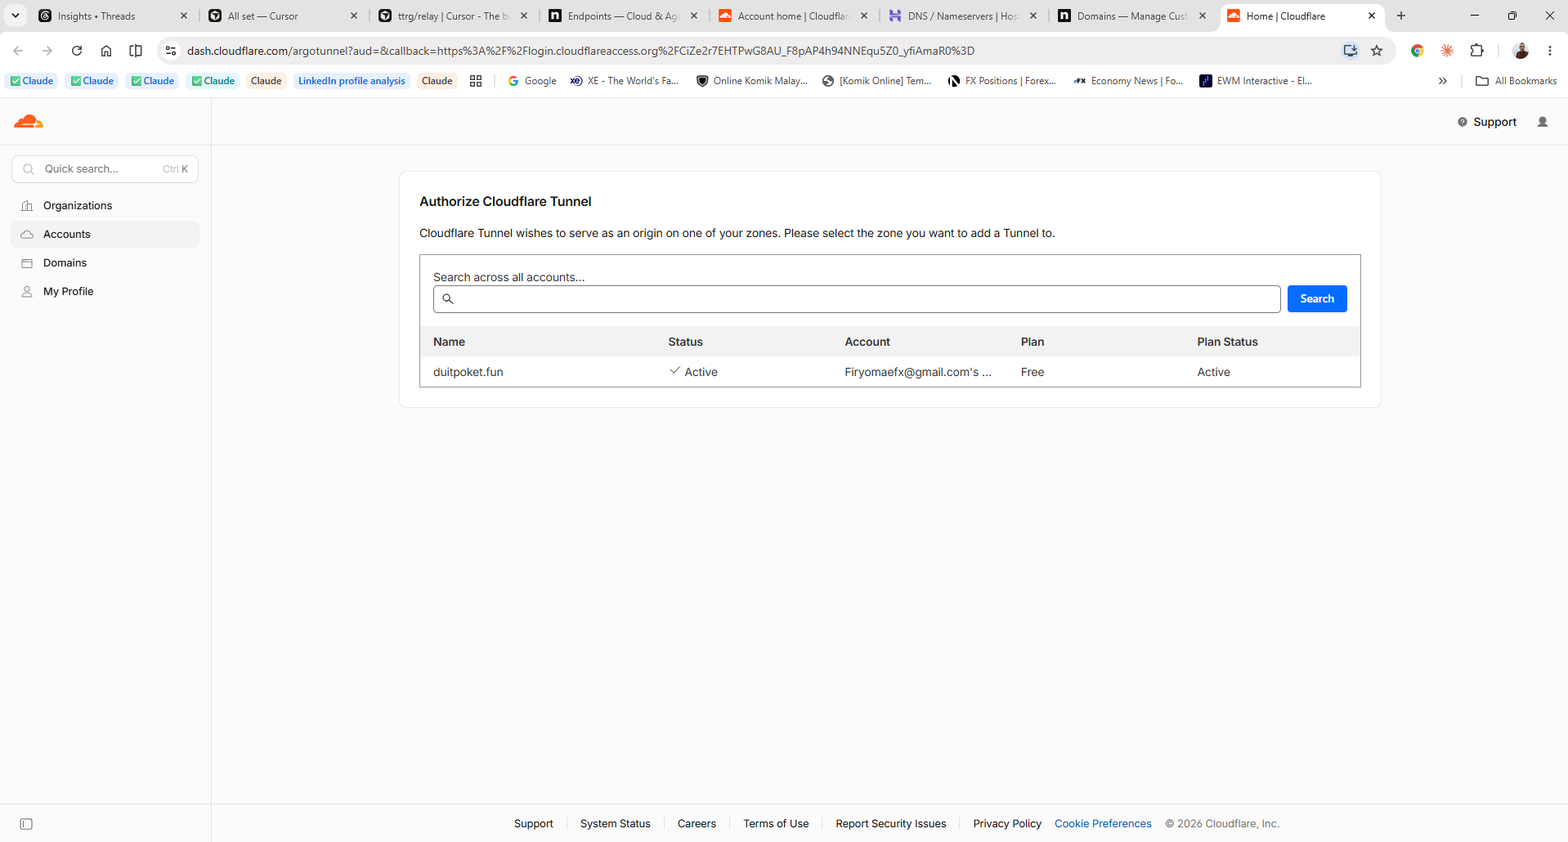 Insights • Threads
All set — Cursor
ttrg/relay | Cursor - The b
Endpoints — Cloud & Age
Account home | Cloudflar
DNS / Nameservers | Host
Domains — Manage Cust
Home | Cloudflare
dash.cloudflare.com/argotunnel?aud=&callback=https%3A%2F%2Flogin.cloudflareaccess.org%2FCiZe2r7EHTPwG8AU_F8pAP4h94NNEqu5Z0_yfiAmaR0%3D
Claude
Claude
Claude
Claude
Claude
LinkedIn profile analysis
Claude
Google
XE - The World's Fa...
Online Komik Malay...
[Komik Online] Tem...
FX Positions | Forex...
Economy News | Fo...
EWM Interactive - El...
All Bookmarks
Support
Quick search...
Ctrl K
Organizations
Accounts
Domains
My Profile
Authorize Cloudflare Tunnel
Cloudflare Tunnel wishes to serve as an origin on one of your zones. Please select the zone you want to add a Tunnel to.
Search across all accounts...
Search
Name Status Account Plan Plan Status
duitpoket.fun Active Firyomaefx@gmail.com's ... Free Active
Support
System Status
Careers
Terms of Use
Report Security Issues
Privacy Policy
Cookie Preferences
© 2026 Cloudflare, Inc.